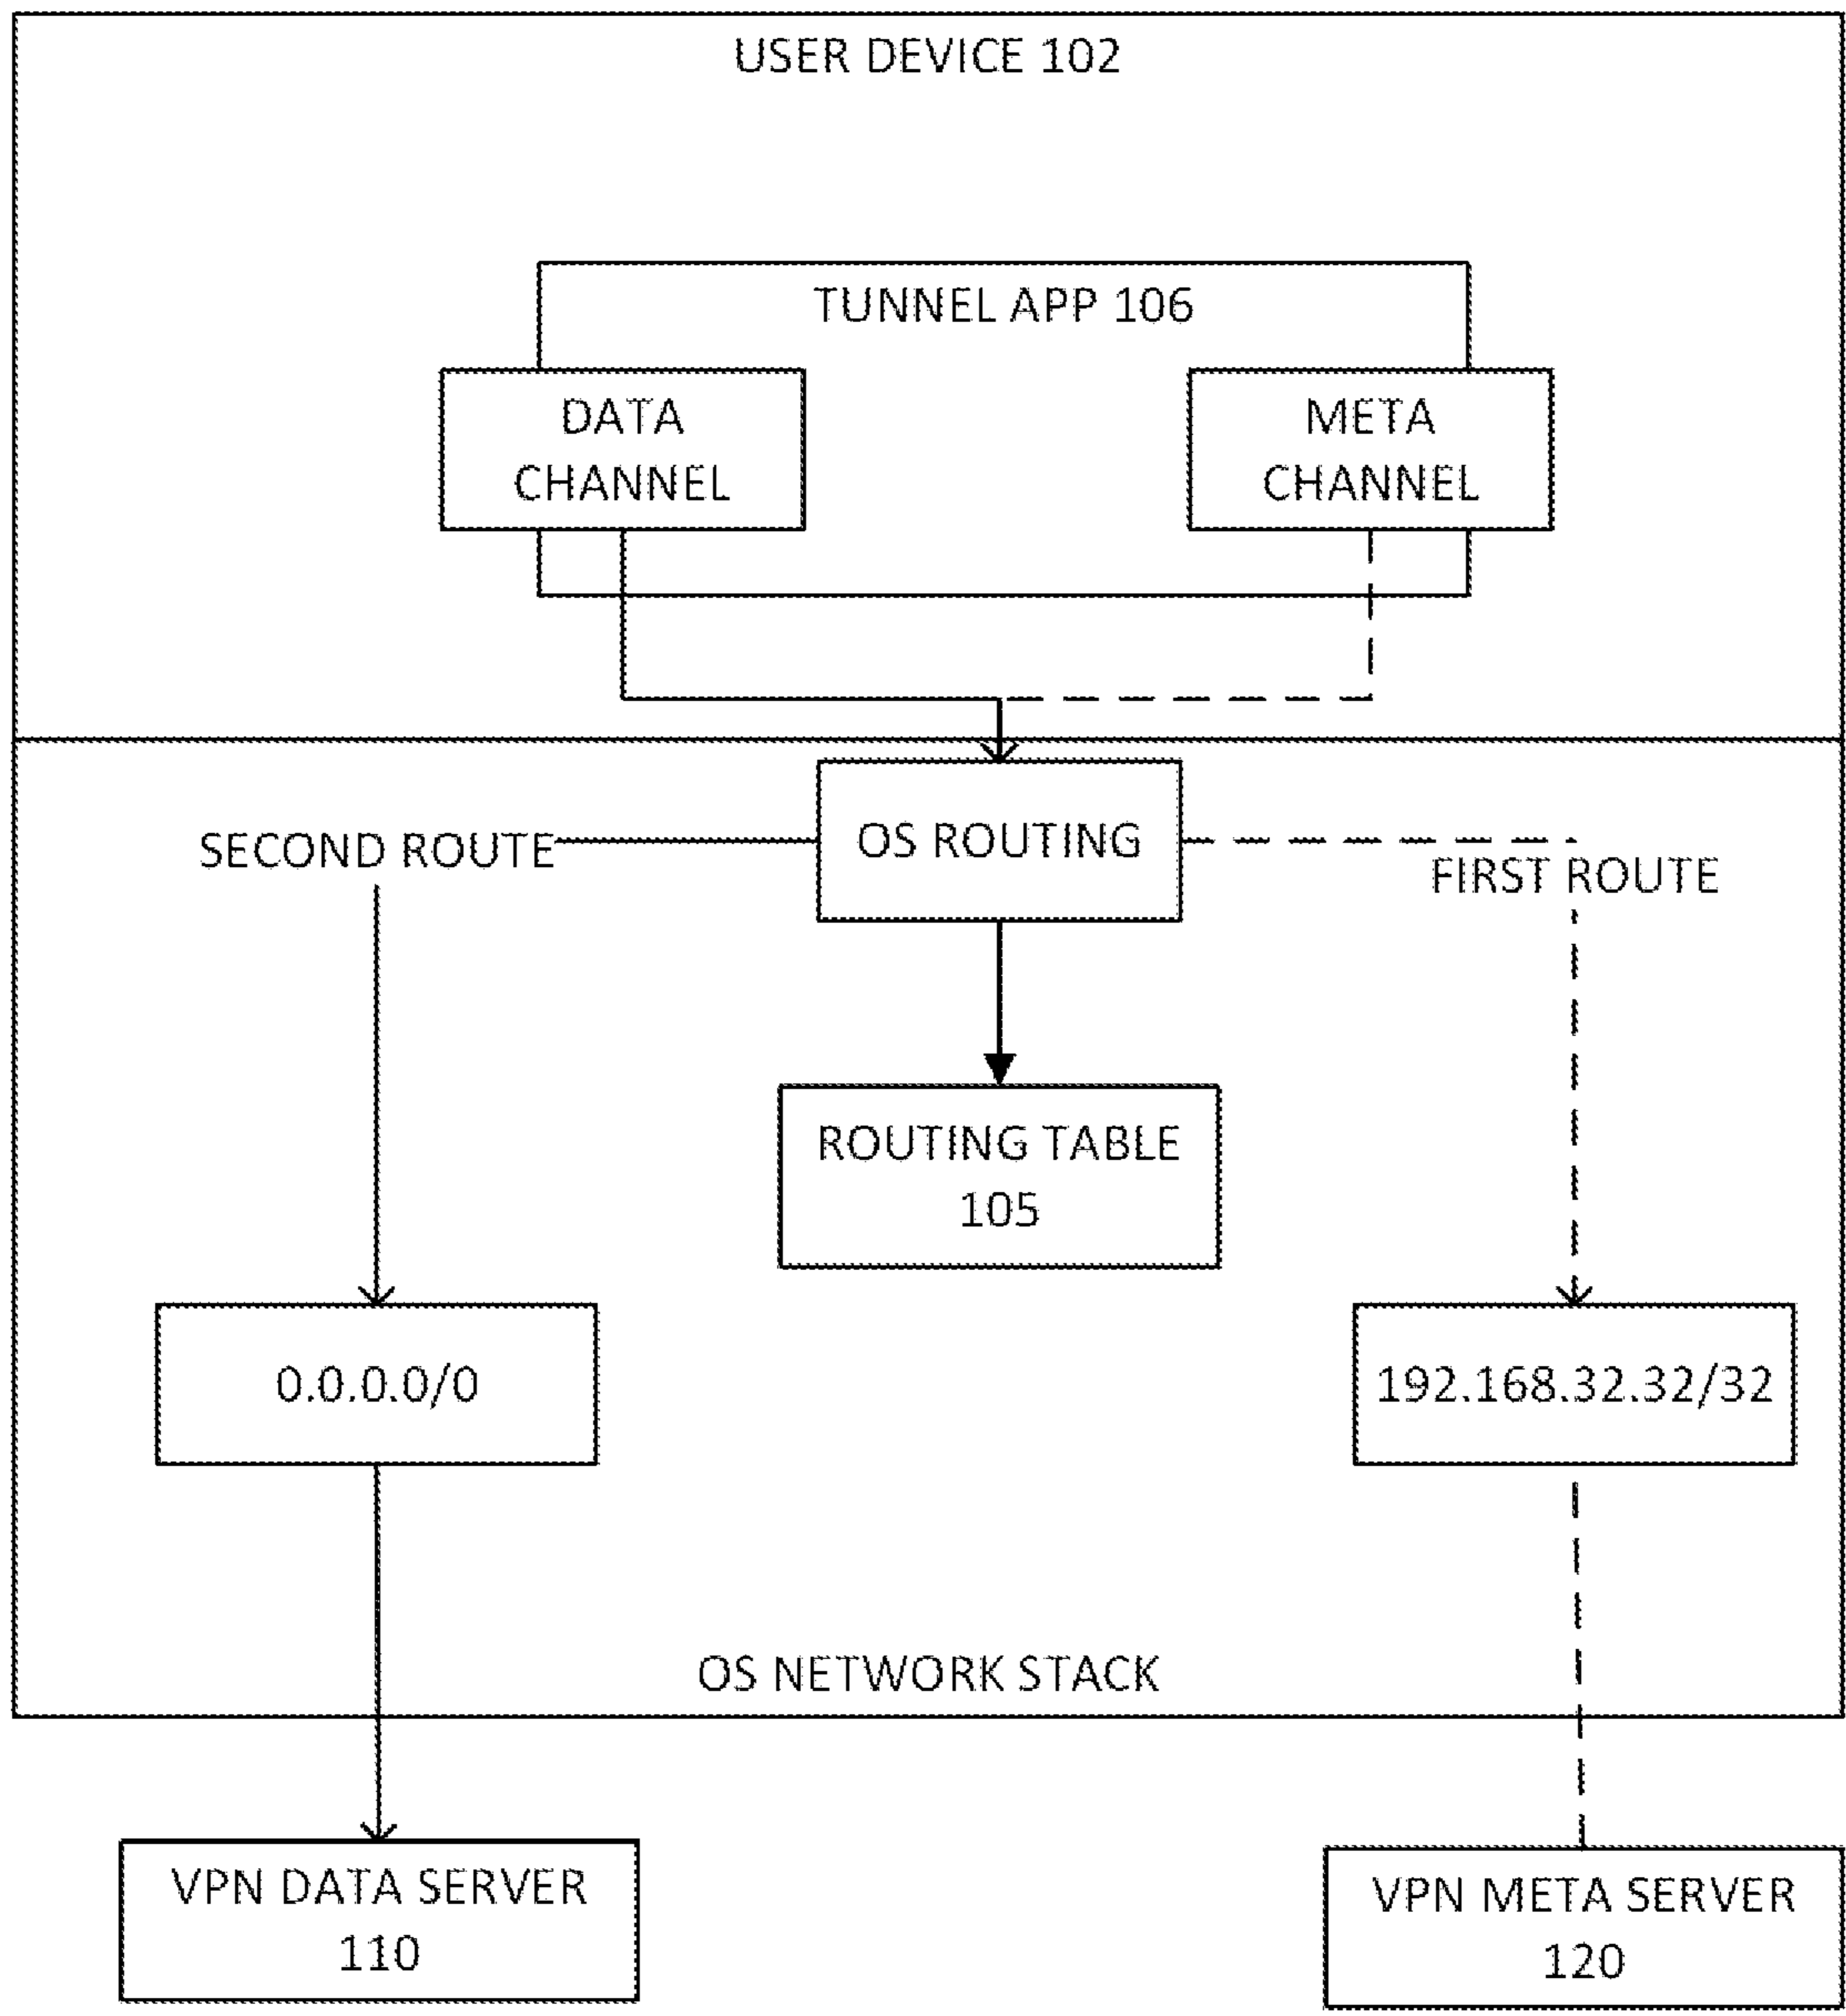 USER DEVICE 102
TUNNEL APP 106
DATA
CHANNEL
META
CHANNEL
OS ROUTING
SECOND ROUTE
FIRST ROUTE
ROUTING TABLE
105
0.0.0.0/0
192.168.32.32/32
OS NETWORK STACK
VPN DATA SERVER
110
VPN META SERVER
120